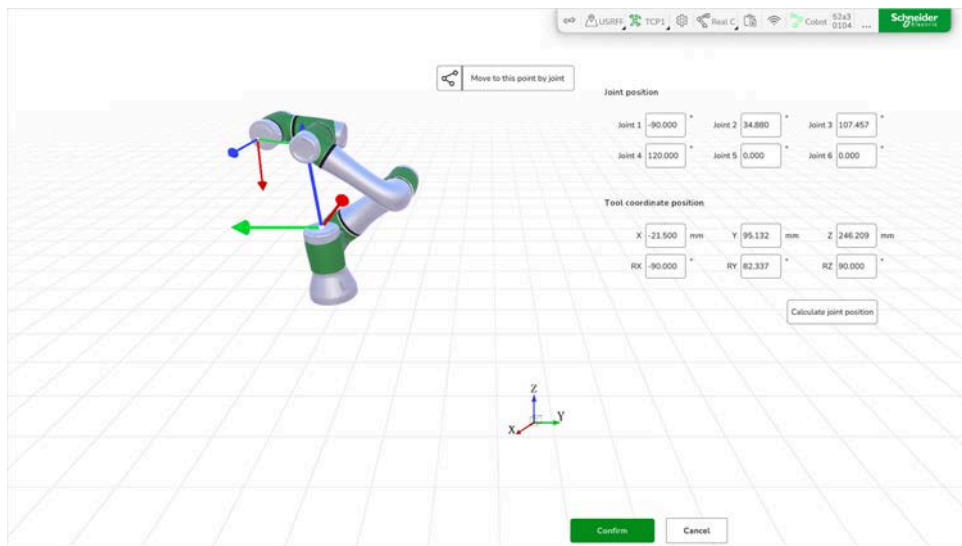 USRFF TCP1 Real C Cobot 52a3 0104 ... Schneider Electric
Move to this point by joint
Joint position
Joint 1 -90.000 ° Joint 2 34.880 ° Joint 3 107.457 °
Joint 4 120.000 ° Joint 5 0.000 ° Joint 6 0.000 °
Tool coordinate position
X -21.500 mm Y 95.132 mm Z 246.209 mm
RX -90.000 ° RY 82.337 ° RZ 90.000 °
Calculate joint position
Z
X Y
Confirm Cancel